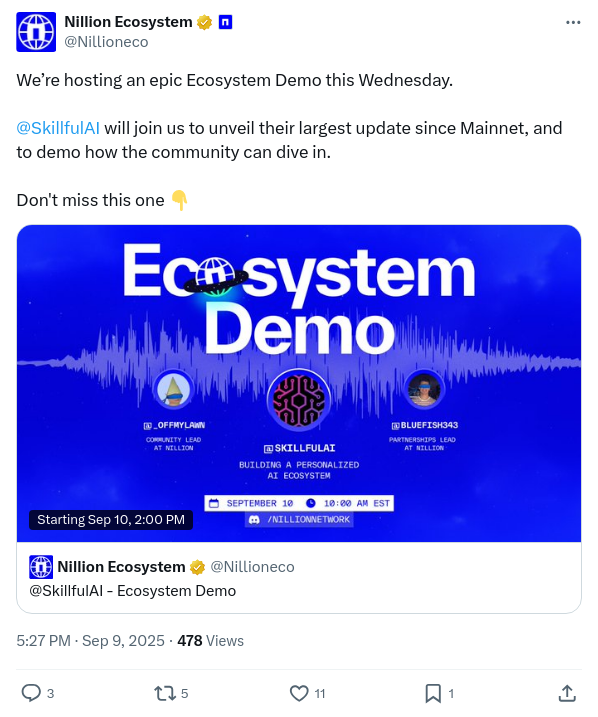 Nillion Ecosystem
@Nillioneco
We're hosting an epic Ecosystem Demo this Wednesday.
@SkillfulAI will join us to unveil their largest update since Mainnet, and
to demo how the community can dive in.
Don't miss this one 👇
Ecosystem
Demo
@_OFFMYLAWN
COMMUNITY LEAD
AT NILLION
@SKILLFULAI
BUILDING A PERSONALIZED
AI ECOSYSTEM
@BLUEFISH343
PARTNERSHIPS LEAD
AT NILLION
SEPTEMBER 10 10:00 AM EST
/NILLIONNETWORK
Starting Sep 10, 2:00 PM
Nillion Ecosystem @Nillioneco
@SkillfulAI - Ecosystem Demo
5:27 PM · Sep 9, 2025 · 478 Views
3 5 11 1